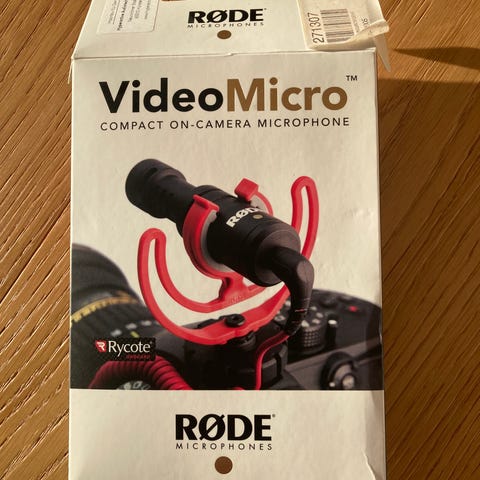 RØDE
MICROPHONES
271307
VideoMicro™
COMPACT ON-CAMERA MICROPHONE
RØDE
Rycote®
RØDE
MICROPHONES